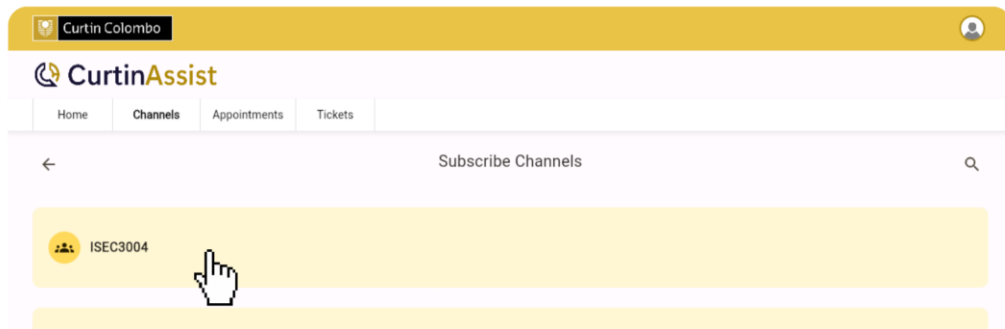 Curtin Colombo
CurtinAssist
Home Channels Appointments Tickets
Subscribe Channels
ISEC3004